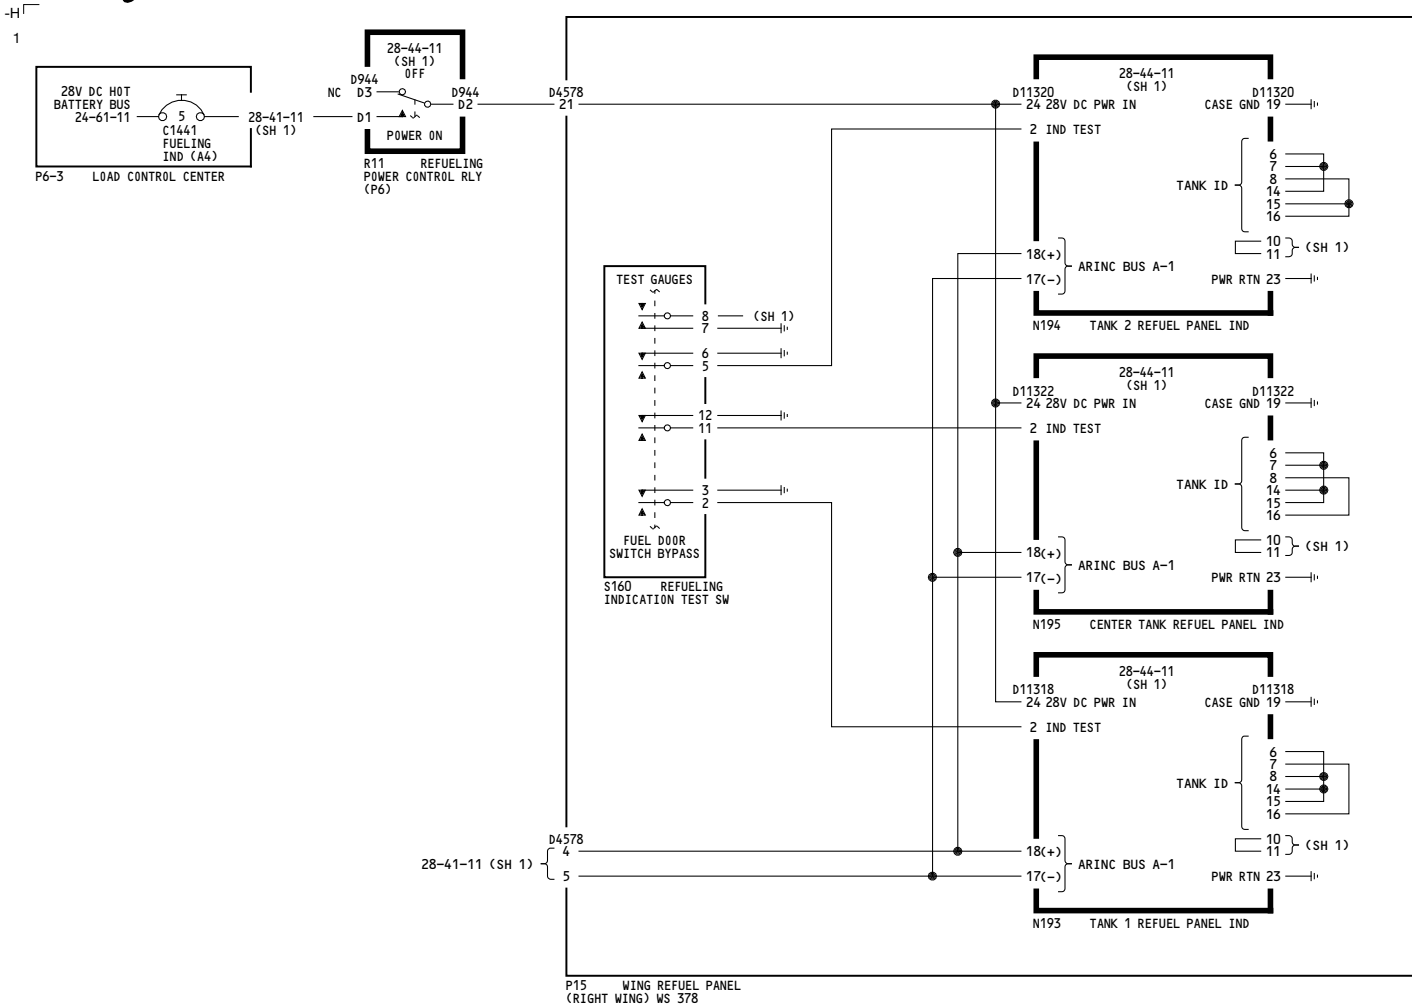 -H
1
28V DC HOT
BATTERY BUS
24-61-11
5
C1441
FUELING
IND (A4)
P6-3 LOAD CONTROL CENTER
28-41-11
(SH 1)
28-44-11
(SH 1)
OFF
D944
NC D3
D1
D944
D2
POWER ON
R11 REFUELING
POWER CONTROL RLY
(P6)
D4578
21
TEST GAUGES
8 (SH 1)
7
6
5
12
11
3
2
FUEL DOOR
SWITCH BYPASS
S160 REFUELING
INDICATION TEST SW
28-44-11
(SH 1)
D11320 D11320
24 28V DC PWR IN CASE GND 19
2 IND TEST
TANK ID
6
7
8
14
15
16
10
11 (SH 1)
18(+)
17(-)
ARINC BUS A-1
PWR RTN 23
N194 TANK 2 REFUEL PANEL IND
28-44-11
(SH 1)
D11322 D11322
24 28V DC PWR IN CASE GND 19
2 IND TEST
TANK ID
6
7
8
14
15
16
10
11 (SH 1)
18(+)
17(-)
ARINC BUS A-1
PWR RTN 23
N195 CENTER TANK REFUEL PANEL IND
28-44-11
(SH 1)
D11318 D11318
24 28V DC PWR IN CASE GND 19
2 IND TEST
TANK ID
6
7
8
14
15
16
10
11 (SH 1)
18(+)
17(-)
ARINC BUS A-1
PWR RTN 23
N193 TANK 1 REFUEL PANEL IND
28-41-11 (SH 1)
D4578
4
5
P15 WING REFUEL PANEL
(RIGHT WING) WS 378